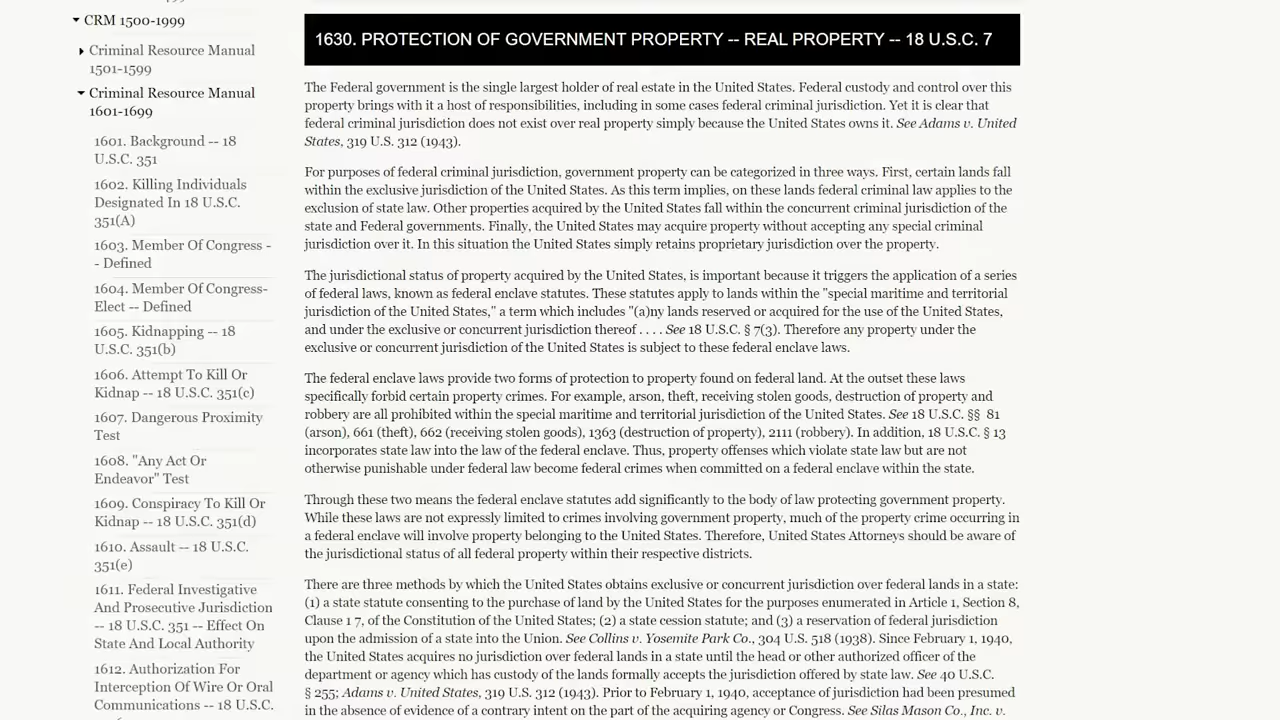 CRM 1500-1999
Criminal Resource Manual
1501-1599
Criminal Resource Manual
1601-1699
1601. Background -- 18
U.S.C. 351
1602. Killing Individuals
Designated In 18 U.S.C.
351(A)
1603. Member Of Congress -
- Defined
1604. Member Of Congress-
Elect -- Defined
1605. Kidnapping -- 18
U.S.C. 351(b)
1606. Attempt To Kill Or
Kidnap -- 18 U.S.C. 351(c)
1607. Dangerous Proximity
Test
1608. "Any Act Or
Endeavor" Test
1609. Conspiracy To Kill Or
Kidnap -- 18 U.S.C. 351(d)
1610. Assault -- 18 U.S.C.
351(e)
1611. Federal Investigative
And Prosecutive Jurisdiction
-- 18 U.S.C. 351 -- Effect On
State And Local Authority
1612. Authorization For
Interception Of Wire Or Oral
Communications -- 18 U.S.C.
1630. PROTECTION OF GOVERNMENT PROPERTY -- REAL PROPERTY -- 18 U.S.C. 7
The Federal government is the single largest holder of real estate in the United States. Federal custody and control over this
property brings with it a host of responsibilities, including in some cases federal criminal jurisdiction. Yet it is clear that
federal criminal jurisdiction does not exist over real property simply because the United States owns it. See Adams v. United
States, 319 U.S. 312 (1943).
For purposes of federal criminal jurisdiction, government property can be categorized in three ways. First, certain lands fall
within the exclusive jurisdiction of the United States. As this term implies, on these lands federal criminal law applies to the
exclusion of state law. Other properties acquired by the United States fall within the concurrent criminal jurisdiction of the
state and Federal governments. Finally, the United States may acquire property without accepting any special criminal
jurisdiction over it. In this situation the United States simply retains proprietary jurisdiction over the property.
The jurisdictional status of property acquired by the United States, is important because it triggers the application of a series
of federal laws, known as federal enclave statutes. These statutes apply to lands within the "special maritime and territorial
jurisdiction of the United States," a term which includes "(a)ny lands reserved or acquired for the use of the United States,
and under the exclusive or concurrent jurisdiction thereof . . . . See 18 U.S.C. § 7(3). Therefore any property under the
exclusive or concurrent jurisdiction of the United States is subject to these federal enclave laws.
The federal enclave laws provide two forms of protection to property found on federal land. At the outset these laws
specifically forbid certain property crimes. For example, arson, theft, receiving stolen goods, destruction of property and
robbery are all prohibited within the special maritime and territorial jurisdiction of the United States. See 18 U.S.C. §§ 81
(arson), 661 (theft), 662 (receiving stolen goods), 1363 (destruction of property), 2111 (robbery). In addition, 18 U.S.C. § 13
incorporates state law into the law of the federal enclave. Thus, property offenses which violate state law but are not
otherwise punishable under federal law become federal crimes when committed on a federal enclave within the state.
Through these two means the federal enclave statutes add significantly to the body of law protecting government property.
While these laws are not expressly limited to crimes involving government property, much of the property crime occurring in
a federal enclave will involve property belonging to the United States. Therefore, United States Attorneys should be aware of
the jurisdictional status of all federal property within their respective districts.
There are three methods by which the United States obtains exclusive or concurrent jurisdiction over federal lands in a state:
(1) a state statute consenting to the purchase of land by the United States for the purposes enumerated in Article 1, Section 8,
Clause 1 7, of the Constitution of the United States; (2) a state cession statute; and (3) a reservation of federal jurisdiction
upon the admission of a state into the Union. See Collins v. Yosemite Park Co., 304 U.S. 518 (1938). Since February 1, 1940,
the United States acquires no jurisdiction over federal lands in a state until the head or other authorized officer of the
department or agency which has custody of the lands formally accepts the jurisdiction offered by state law. See 40 U.S.C.
§ 255; Adams v. United States, 319 U.S. 312 (1943). Prior to February 1, 1940, acceptance of jurisdiction had been presumed
in the absence of evidence of a contrary intent on the part of the acquiring agency or Congress. See Silas Mason Co., Inc. v.